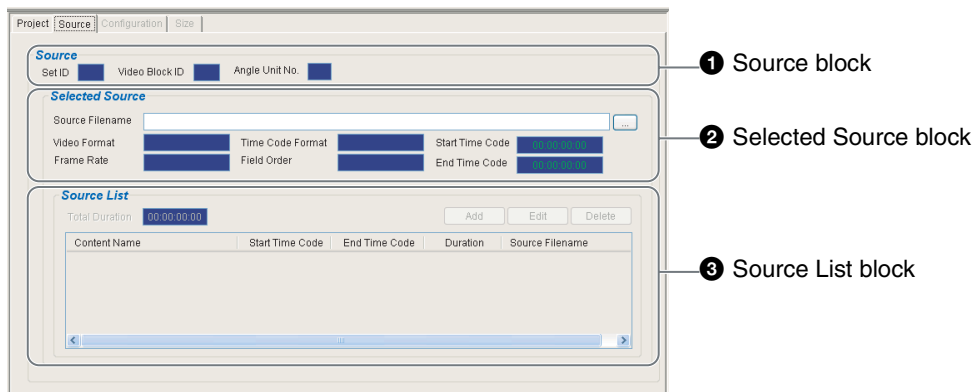 Project Source Configuration Size
Source
Set ID Video Block ID Angle Unit No.
❶ Source block
Selected Source
Source Filename ...
Video Format Time Code Format Start Time Code 00:00:00:00
❷ Selected Source block
Frame Rate Field Order End Time Code 00:00:00:00
Source List
Total Duration 00:00:00:00 Add Edit Delete
Content Name Start Time Code End Time Code Duration Source Filename
❸ Source List block